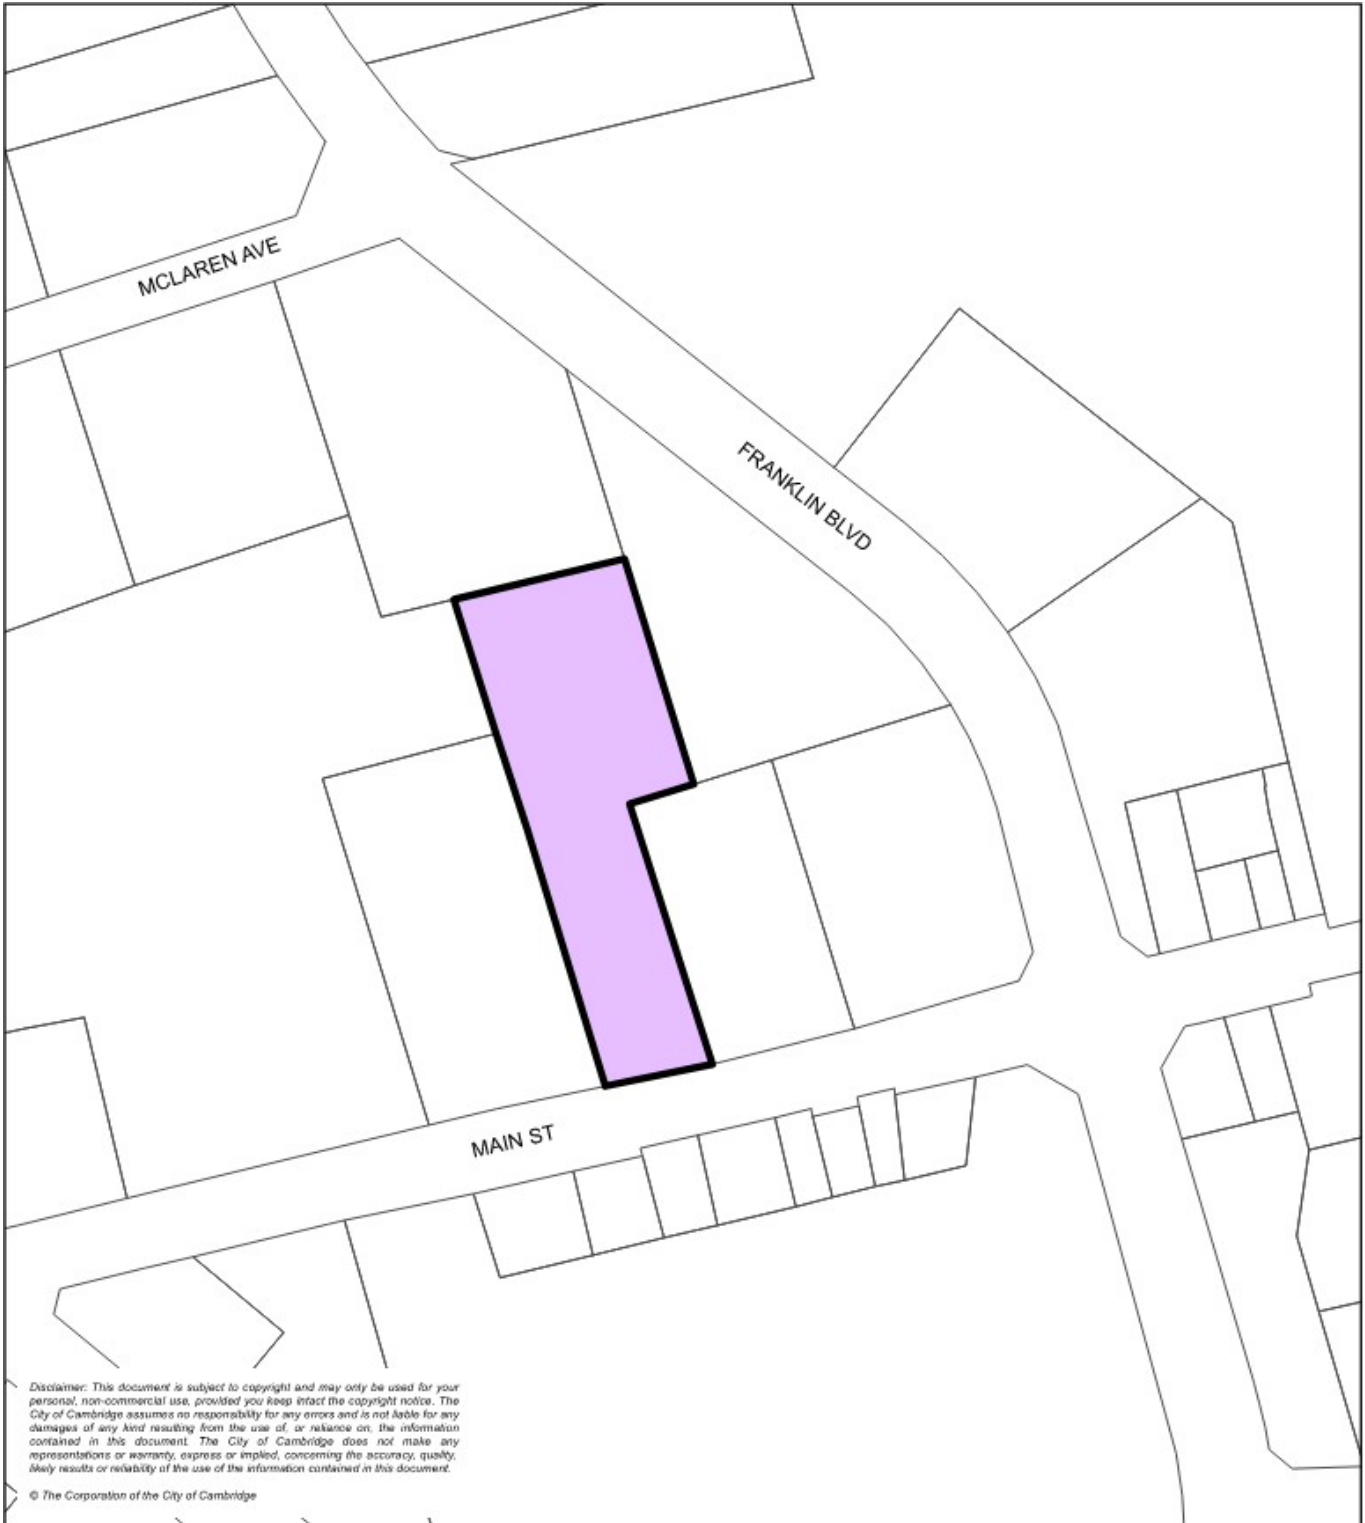 MCLAREN AVE
FRANKLIN BLVD
MAIN ST
Disclaimer: This document is subject to copyright and may only be used for your
personal, non-commercial use, provided you keep intact the copyright notice. The
City of Cambridge assumes no responsibility for any errors and is not liable for any
damages of any kind resulting from the use of, or reliance on, the information
contained in this document. The City of Cambridge does not make any
representations or warranty, express or implied, concerning the accuracy, quality,
likely results or reliability of the use of the information contained in this document.
© The Corporation of the City of Cambridge